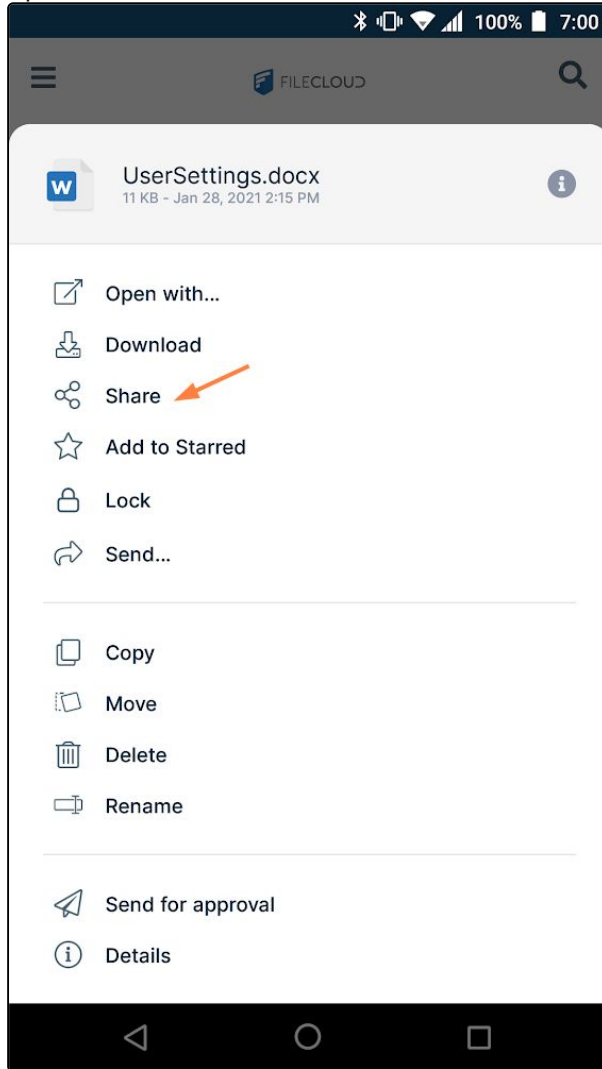 100% 7:00
FILECLOUD
W
UserSettings.docx
11 KB - Jan 28, 2021 2:15 PM
Open with...
Download
Share
Add to Starred
Lock
Send...
Copy
Move
Delete
Rename
Send for approval
Details